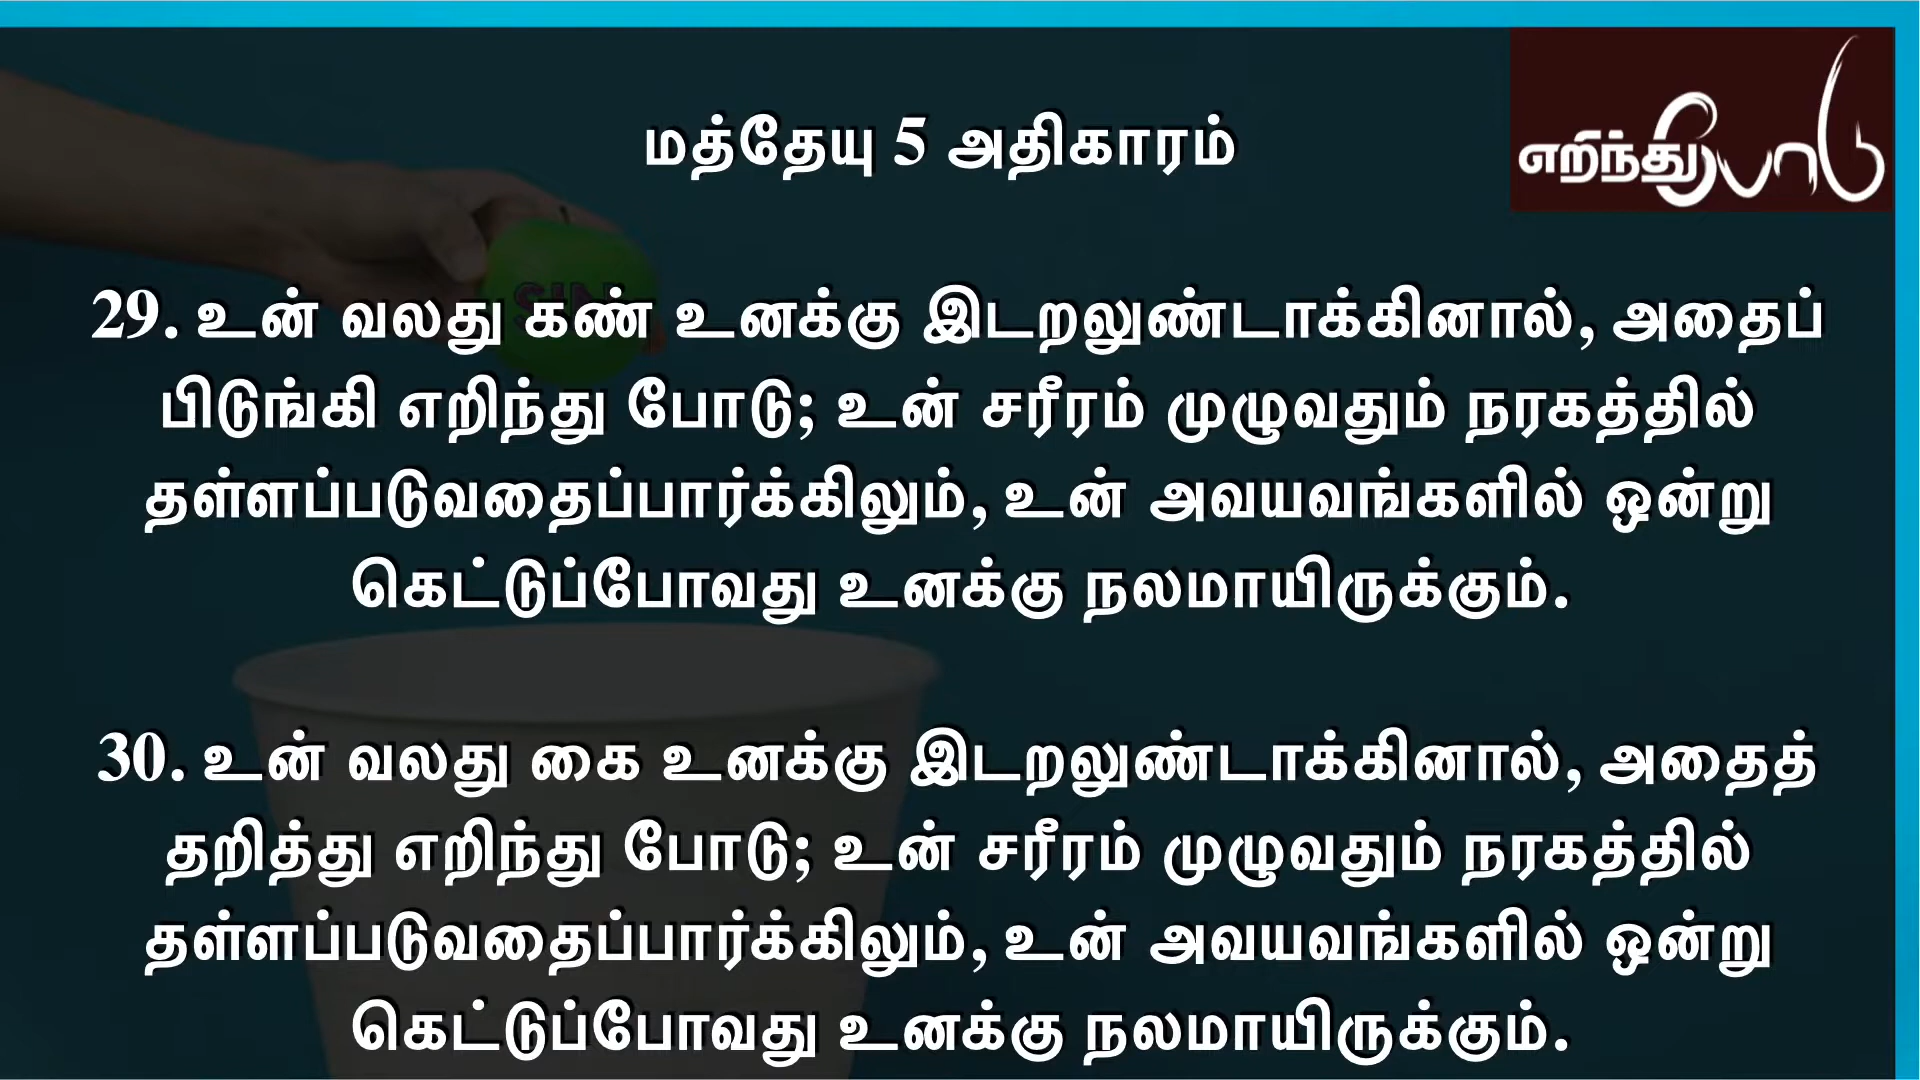 மத்தேயு 5 அதிகாரம்
எறிந்து போடு
SIN
29. உன் வலது கண் உனக்கு இடறலுண்டாக்கினால், அதைப்
பிடுங்கி எறிந்து போடு; உன் சரீரம் முழுவதும் நரகத்தில்
தள்ளப்படுவதைப்பார்க்கிலும், உன் அவயவங்களில் ஒன்று
கெட்டுப்போவது உனக்கு நலமாயிருக்கும்.
30. உன் வலது கை உனக்கு இடறலுண்டாக்கினால், அதைத்
தறித்து எறிந்து போடு; உன் சரீரம் முழுவதும் நரகத்தில்
தள்ளப்படுவதைப்பார்க்கிலும், உன் அவயவங்களில் ஒன்று
கெட்டுப்போவது உனக்கு நலமாயிருக்கும்.